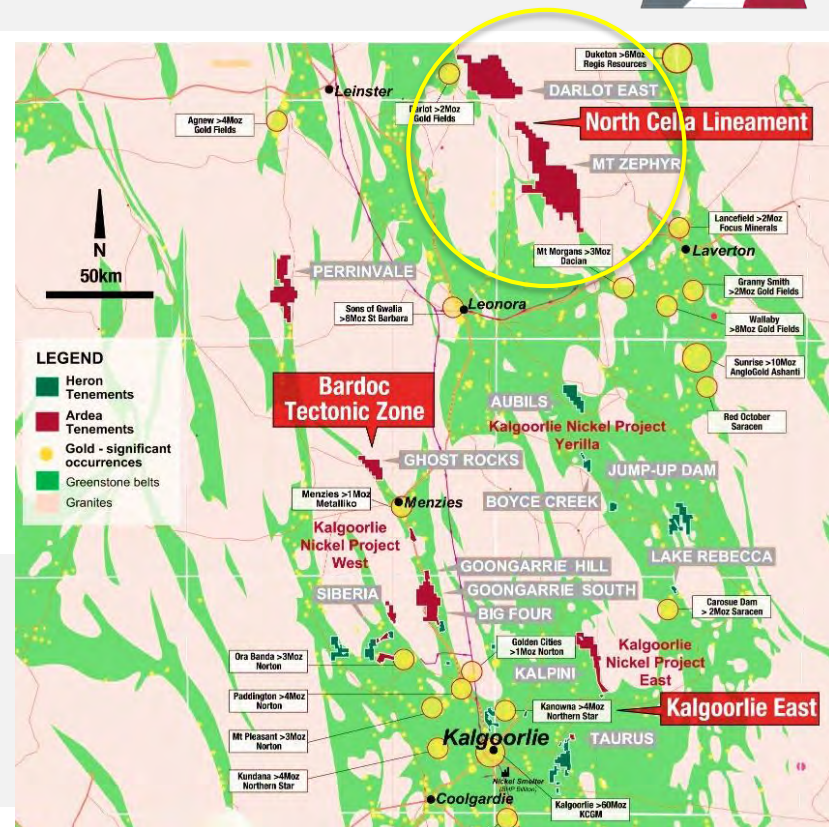 Dukoton >6Moz
Regis Resources
Leinster
DARLOT EAST
Agnew >4Moz
Gold Fields
Darlot >2Moz
Gold Fields
North Celia Lineament
MT ZEPHYR
N
50km
PERRINVALE
Lancefield >2Moz
Focus Minerals
Laverton
Mt Morgans >3Moz
Dacian
Granny Smith
>2Moz Gold Fields
Sons of Gwalia
>8Moz St Barbara
Leonora
Wallaby
>8Moz Gold Fields
LEGEND
Heron
Tenements
Ardea
Tenements
Gold - significant
occurrences
Greenstone belts
Granites
Sunrise >10Moz
AngloGold Ashanti
Bardoc
Tectonic Zone
AUBILS
Kalgoorlie Nickel Project
Yerilla
Red October
Saracen
GHOST ROCKS
JUMP-UP DAM
Menzies >1Moz
Metalliko
Menzies
BOYCE CREEK
Kalgoorlie
Nickel Project
West
LAKE REBECCA
GOONGARRIE HILL
GOONGARRIE SOUTH
SIBERIA
BIG FOUR
Carosue Dam
> 2Moz Saracen
Ora Banda >3Moz
Norton
Golden Cities
>1Moz Norton
Kalgoorlie
Nickel Project
East
KALPINI
Paddington >4Moz
Norton
Kanowna >4Moz
Northern Star
Kalgoorlie East
Mt Pleasant >3Moz
Norton
Kalgoorlie
TAURUS
Kundana >4Moz
Northern Star
Nickel Smelter
Coolgardie
Kalgoorlie >60Moz
KCGM